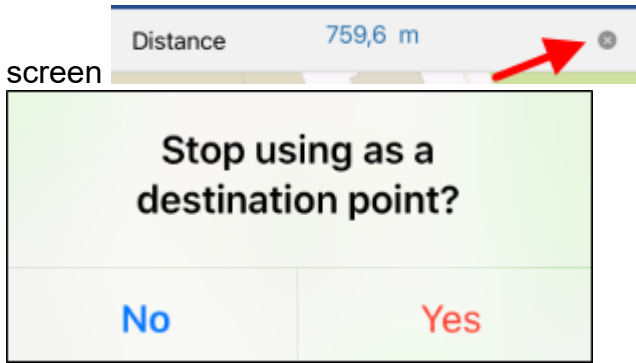 Distance 759,6 m
screen
Stop using as a
destination point?
No Yes